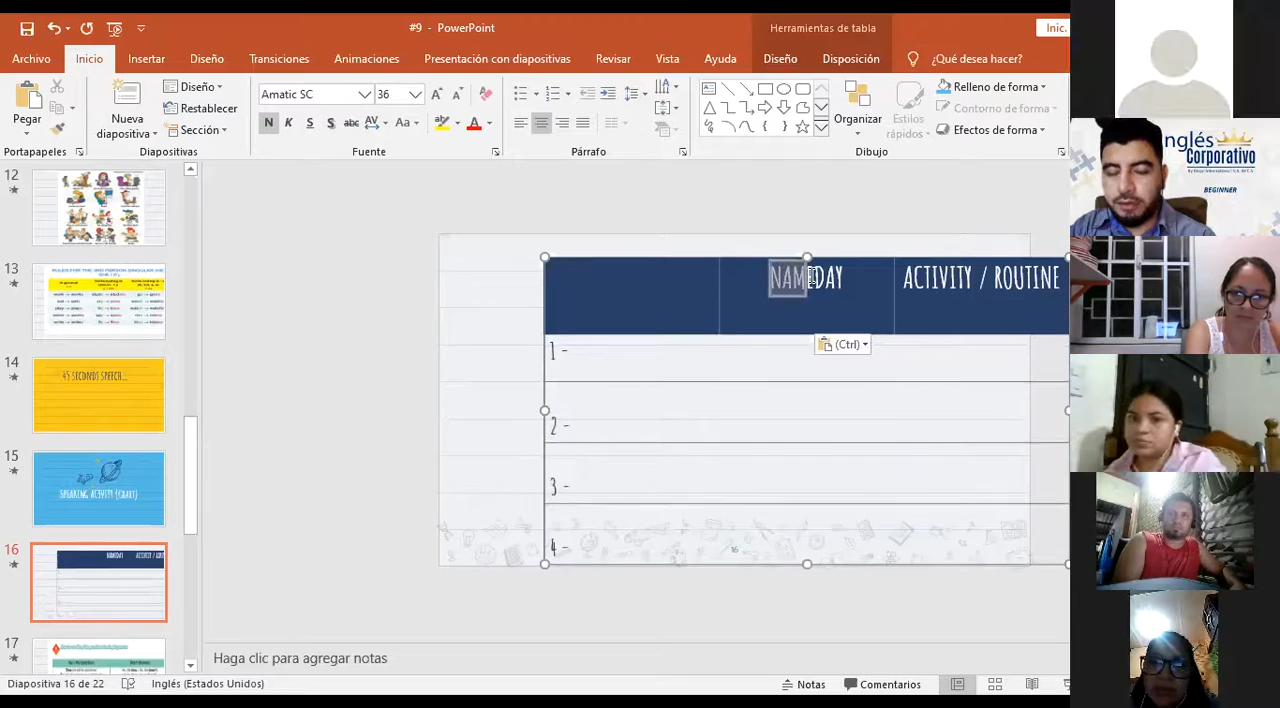 #9 - PowerPoint
Herramientas de tabla
Inic.
Archivo
Inicio
Insertar
Diseño
Transiciones
Animaciones
Presentación con diapositivas
Revisar
Vista
Ayuda
Diseño
Disposición
¿Qué desea hacer?
Pegar
Nueva
diapositiva
Diseño
Restablecer
Sección
Amatic SC
36
N K S S abc AV Aa A
Organizar
Estilos
rápidos
Relleno de forma
Contorno de forma
Efectos de forma
Portapapeles
Diapositivas
Fuente
Párrafo
Dibujo
12
13
14
45 SECONDS SPEECH...
15
SPEAKING ACTIVITY (CHART)
16
17
NAMEDAY
ACTIVITY / ROUTINE
(Ctrl)
1 -
2 -
3 -
4 -
16
Haga clic para agregar notas
Diapositiva 16 de 22
Inglés (Estados Unidos)
Notas
Comentarios
Inglés
Corporativo
BEGINNER